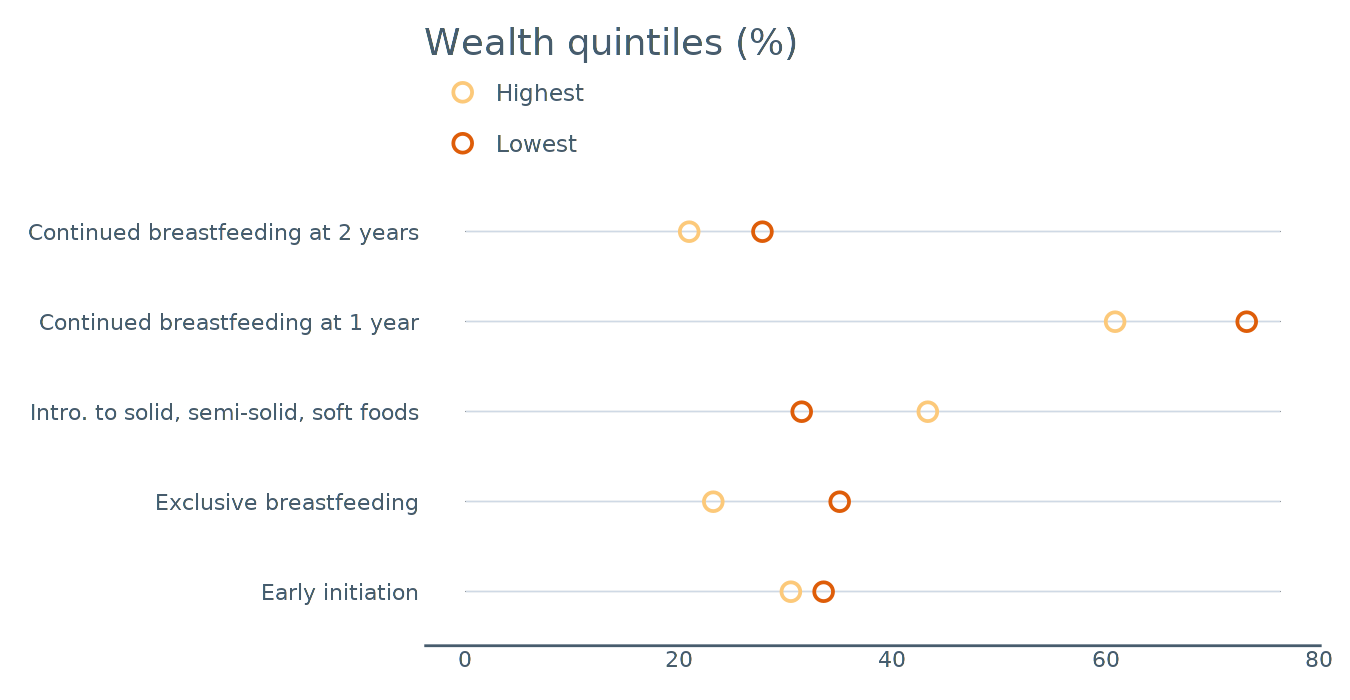 Wealth quintiles (%)
Highest
Lowest
Continued breastfeeding at 2 years
Continued breastfeeding at 1 year
Intro. to solid, semi-solid, soft foods
Exclusive breastfeeding
Early initiation
0 20 40 60 80